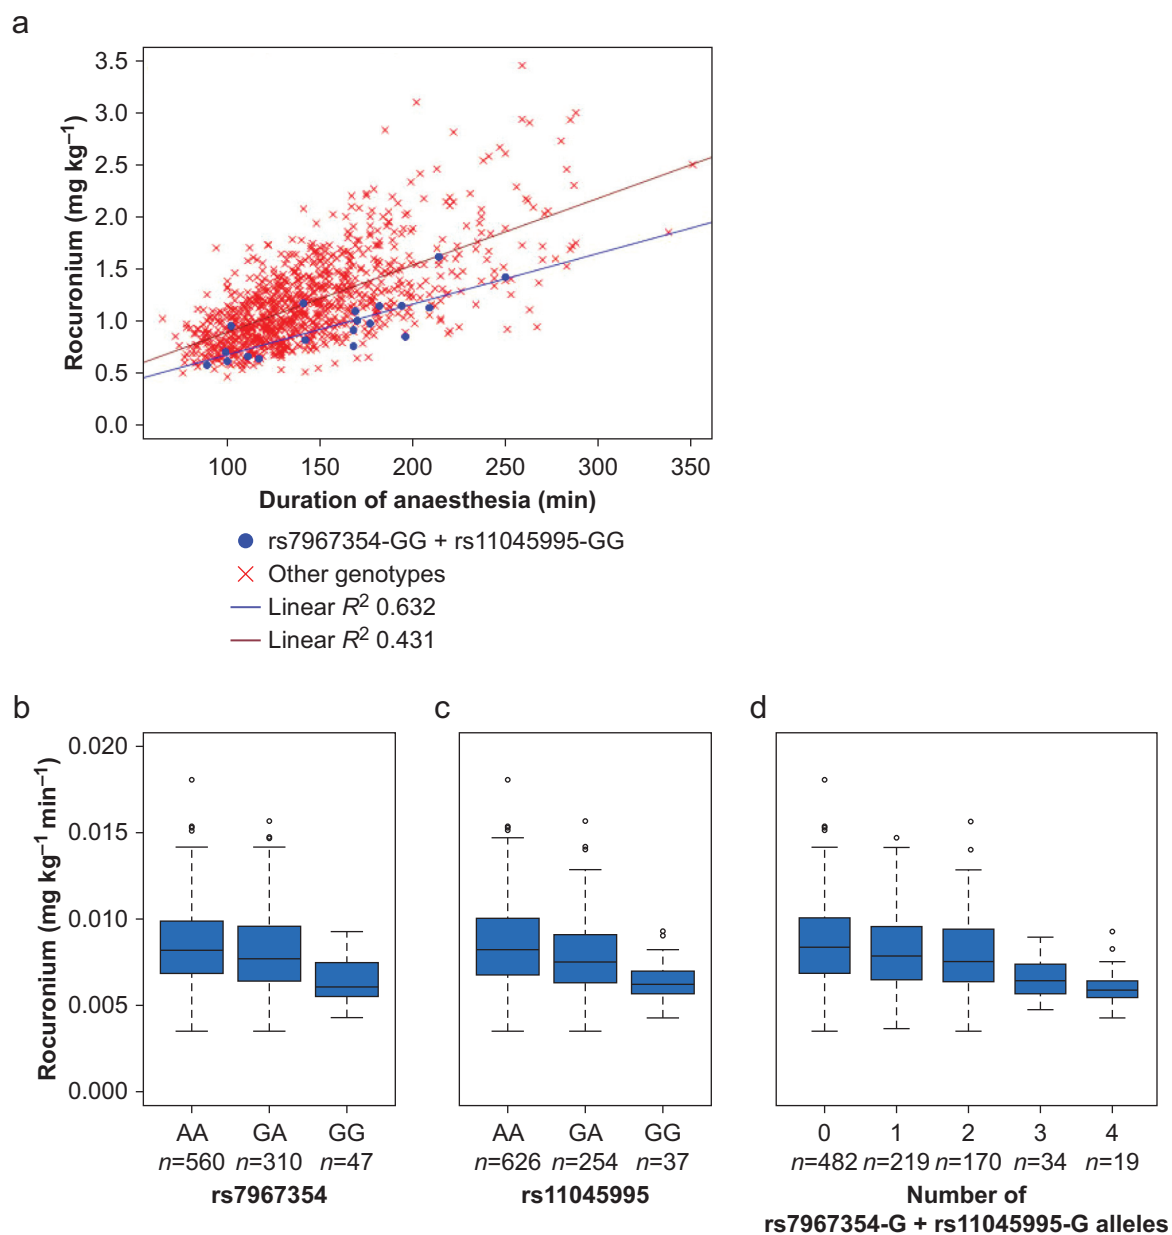 a
3.5
3.0
2.5
2.0
1.5
1.0
0.5
0.0
Rocuronium (mg kg⁻¹)
100 150 200 250 300 350
Duration of anaesthesia (min)
rs7967354-GG + rs11045995-GG
Other genotypes
Linear R² 0.632
Linear R² 0.431
b c d
0.020
0.015
0.010
0.005
0.000
Rocuronium (mg kg⁻¹ min⁻¹)
AA GA GG AA GA GG 0 1 2 3 4
n=560 n=310 n=47 n=626 n=254 n=37 n=482 n=219 n=170 n=34 n=19
rs7967354 rs11045995 Number of
rs7967354-G + rs11045995-G alleles